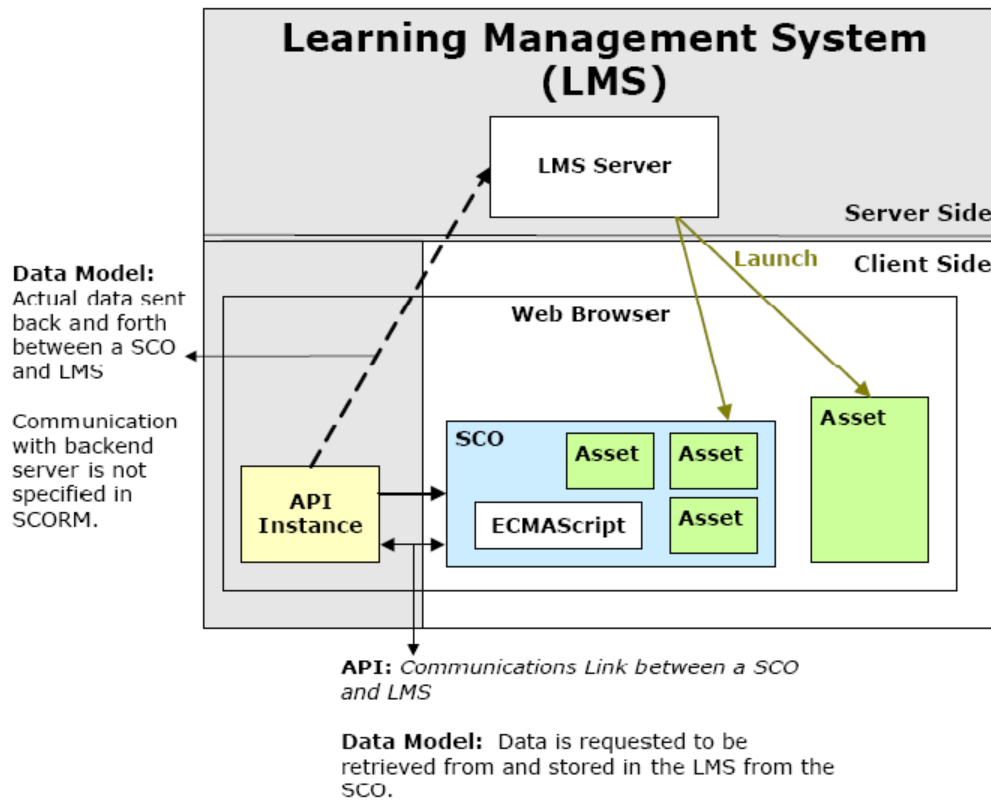 Learning Management System
(LMS)
LMS Server
Server Side
Data Model:
Actual data sent
back and forth
between a SCO
and LMS
Communication
with backend
server is not
specified in
SCORM.
Launch
Client Side
Web Browser
SCO
Asset
Asset
Asset
ECMAScript
Asset
API
Instance
API: Communications Link between a SCO
and LMS
Data Model: Data is requested to be
retrieved from and stored in the LMS from the
SCO.